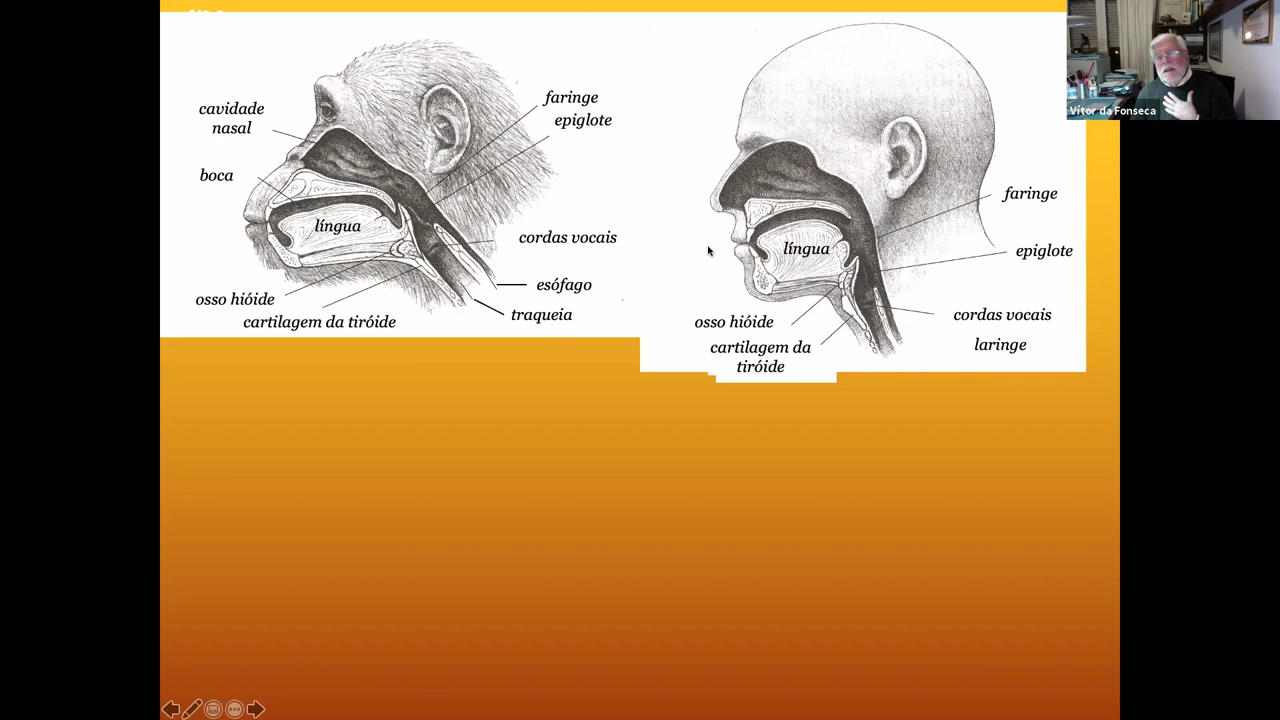 cavidade
nasal
boca
língua
faringe
epiglote
cordas vocais
esófago
traqueia
osso hióide
cartilagem da tiróide
língua
faringe
epiglote
cordas vocais
laringe
osso hióide
cartilagem da
tiróide
Vítor da Fonseca